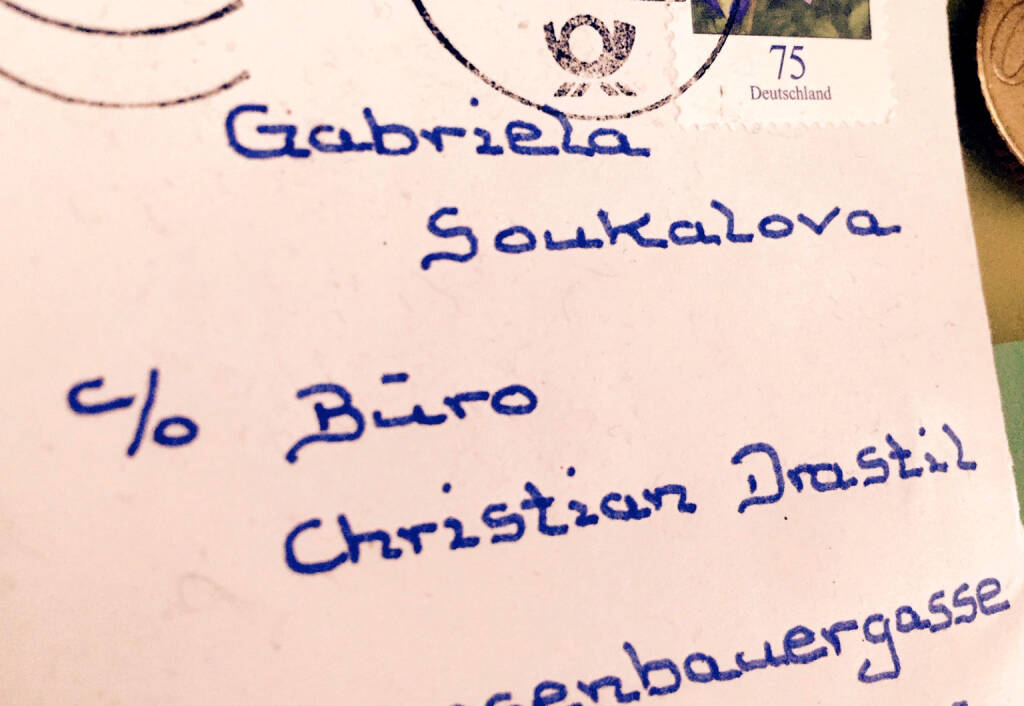 75
Deutschland
Gabriela
Soukalova
c/o Büro
Christian Drastil